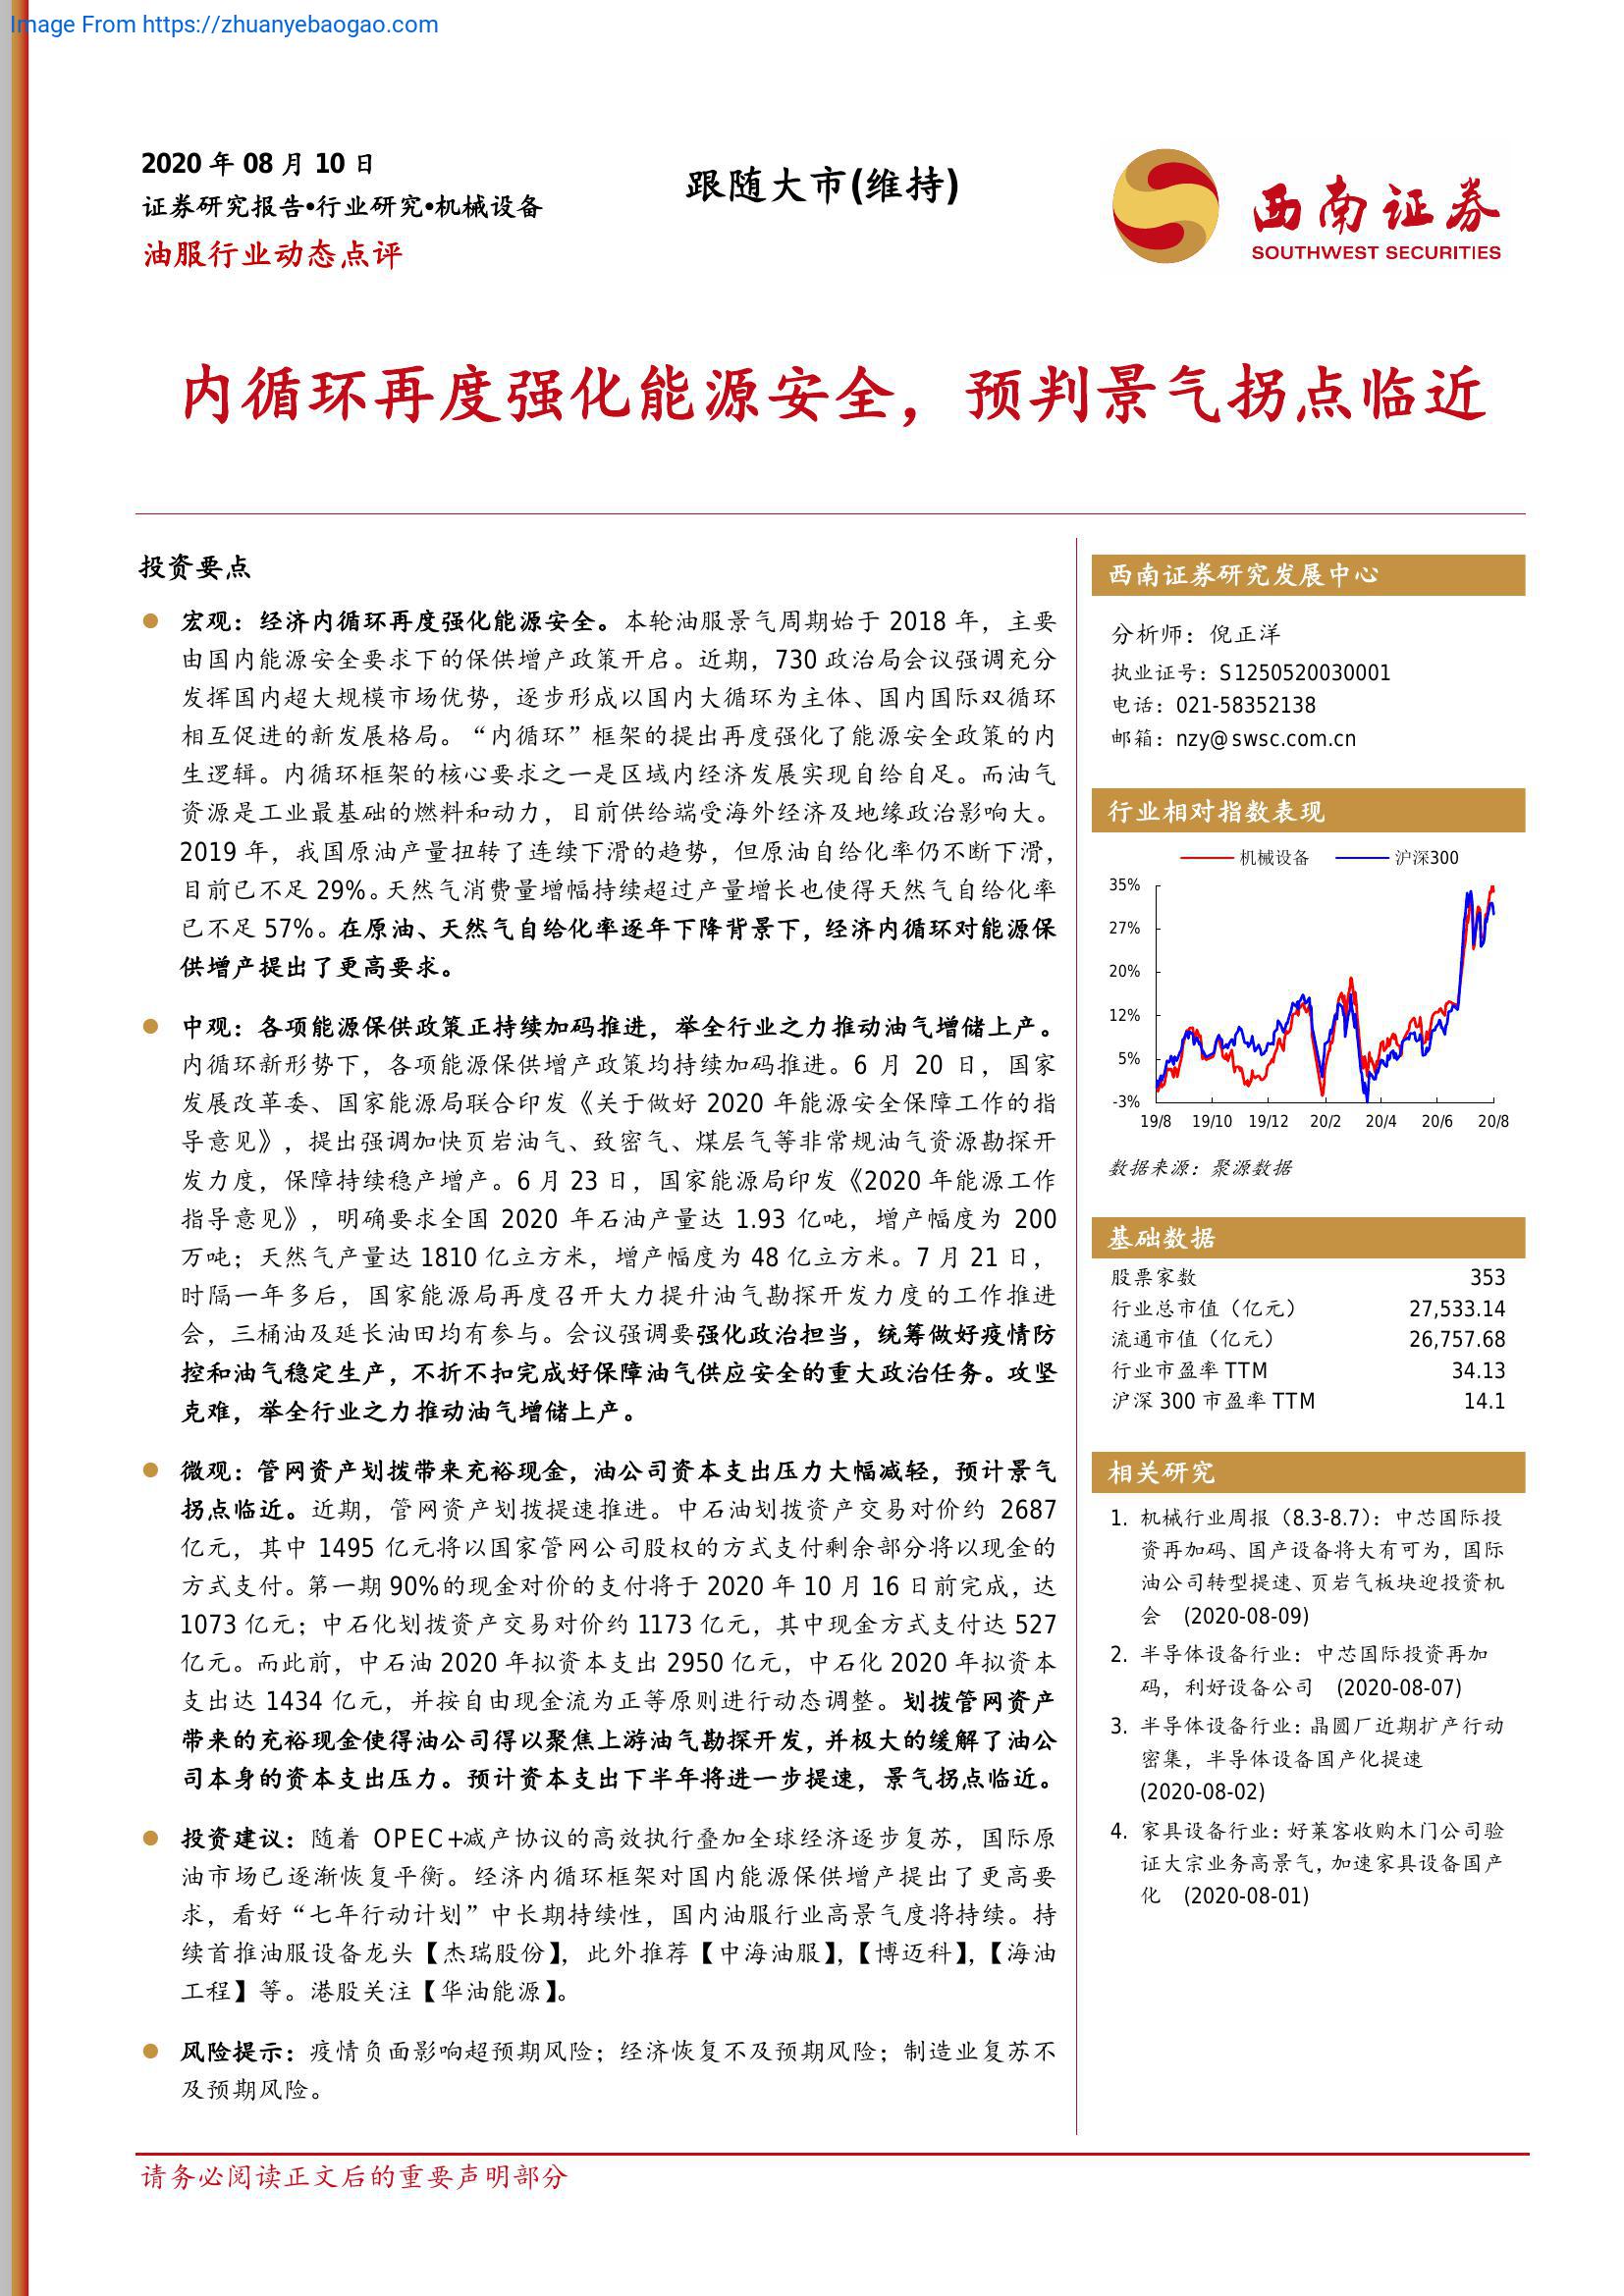 Image From https://zhuanyebaogao.com
2020 年 08 月 10 日
证券研究报告•行业研究•机械设备
油服行业动态点评
跟随大市(维持)
西南证券
SOUTHWEST SECURITIES
内循环再度强化能源安全，预判景气拐点临近
投资要点
宏观：经济内循环再度强化能源安全。本轮油服景气周期始于 2018 年，主要
由国内能源安全要求下的保供增产政策开启。近期，730 政治局会议强调充分
发挥国内超大规模市场优势，逐步形成以国内大循环为主体、国内国际双循环
相互促进的新发展格局。“内循环”框架的提出再度强化了能源安全政策的内
生逻辑。内循环框架的核心要求之一是区域内经济发展实现自给自足。而油气
资源是工业最基础的燃料和动力，目前供给端受海外经济及地缘政治影响大。
2019 年，我国原油产量扭转了连续下滑的趋势，但原油自给化率仍不断下滑，
目前已不足 29%。天然气消费量增幅持续超过产量增长也使得天然气自给化率
已不足 57%。在原油、天然气自给化率逐年下降背景下，经济内循环对能源保
供增产提出了更高要求。
中观：各项能源保供政策正持续加码推进，举全行业之力推动油气增储上产。
内循环新形势下，各项能源保供增产政策均持续加码推进。6 月 20 日，国家
发展改革委、国家能源局联合印发《关于做好 2020 年能源安全保障工作的指
导意见》，提出强调加快页岩油气、致密气、煤层气等非常规油气资源勘探开
发力度，保障持续稳产增产。6 月 23 日，国家能源局印发《2020 年能源工作
指导意见》，明确要求全国 2020 年石油产量达 1.93 亿吨，增产幅度为 200
万吨；天然气产量达 1810 亿立方米，增产幅度为 48 亿立方米。7 月 21 日，
时隔一年多后，国家能源局再度召开大力提升油气勘探开发力度的工作推进
会，三桶油及延长油田均有参与。会议强调要强化政治担当，统筹做好疫情防
控和油气稳定生产，不折不扣完成好保障油气供应安全的重大政治任务。攻坚
克难，举全行业之力推动油气增储上产。
微观：管网资产划拨带来充裕现金，油公司资本支出压力大幅减轻，预计景气
拐点临近。近期，管网资产划拨提速推进。中石油划拨资产交易对价约 2687
亿元，其中 1495 亿元将以国家管网公司股权的方式支付剩余部分将以现金的
方式支付。第一期 90%的现金对价的支付将于 2020 年 10 月 16 日前完成，达
1073 亿元；中石化划拨资产交易对价约 1173 亿元，其中现金方式支付达 527
亿元。而此前，中石油 2020 年拟资本支出 2950 亿元，中石化 2020 年拟资本
支出达 1434 亿元，并按自由现金流为正等原则进行动态调整。划拨管网资产
带来的充裕现金使得油公司得以聚焦上游油气勘探开发，并极大的缓解了油公
司本身的资本支出压力。预计资本支出下半年将进一步提速，景气拐点临近。
投资建议：随着 OPEC+减产协议的高效执行叠加全球经济逐步复苏，国际原
油市场已逐渐恢复平衡。经济内循环框架对国内能源保供增产提出了更高要
求，看好“七年行动计划”中长期持续性，国内油服行业高景气度将持续。持
续首推油服设备龙头【杰瑞股份】，此外推荐【中海油服】，【博迈科】，【海油
工程】等。港股关注【华油能源】。
风险提示：疫情负面影响超预期风险；经济恢复不及预期风险；制造业复苏不
及预期风险。
西南证券研究发展中心
分析师：倪正洋
执业证号：S1250520030001
电话：021-58352138
邮箱：nzy@swsc.com.cn
行业相对指数表现
机械设备 沪深300
35%
27%
20%
12%
5%
-3%
19/8 19/10 19/12 20/2 20/4 20/6 20/8
数据来源：聚源数据
基础数据
股票家数 353
行业总市值（亿元） 27,533.14
流通市值（亿元） 26,757.68
行业市盈率 TTM 34.13
沪深 300 市盈率 TTM 14.1
相关研究
1. 机械行业周报（8.3-8.7）：中芯国际投
资再加码、国产设备将大有可为，国际
油公司转型提速、页岩气板块迎投资机
会 (2020-08-09)
2. 半导体设备行业：中芯国际投资再加
码，利好设备公司 (2020-08-07)
3. 半导体设备行业：晶圆厂近期扩产行动
密集，半导体设备国产化提速
(2020-08-02)
4. 家具设备行业：好莱客收购木门公司验
证大宗业务高景气，加速家具设备国产
化 (2020-08-01)
请务必阅读正文后的重要声明部分